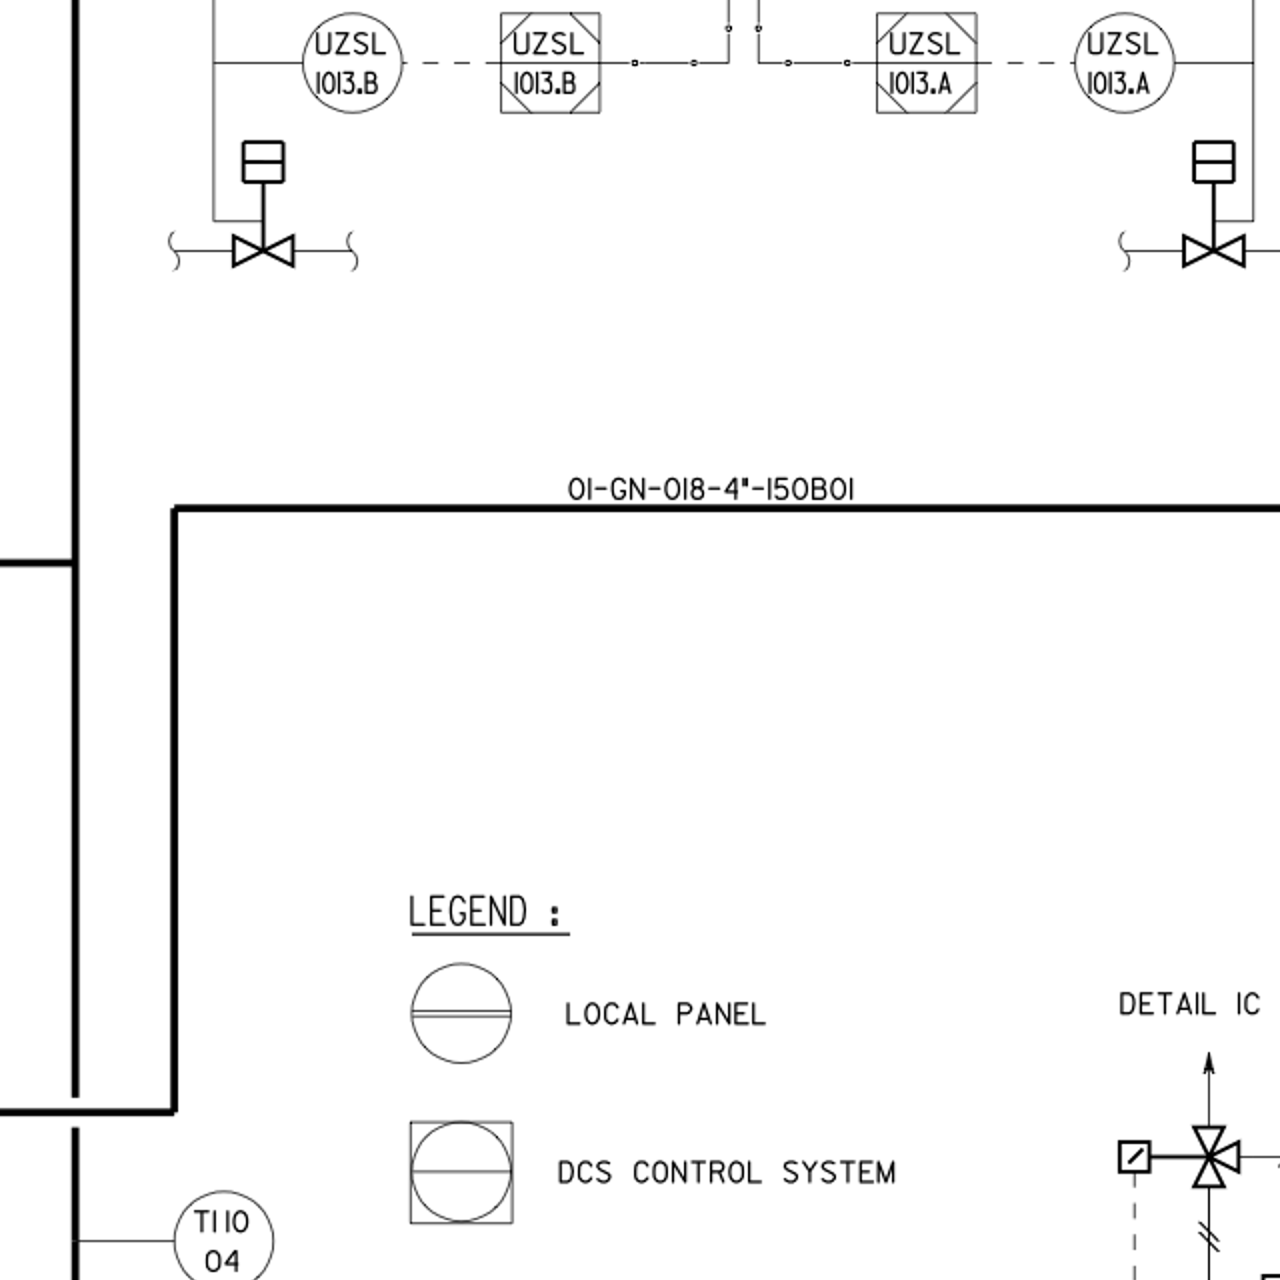 UZSL
1013.B
UZSL
1013.B
UZSL
1013.A
UZSL
1013.A
01-GN-018-4"-150B01
LEGEND :
LOCAL PANEL
DETAIL 1C
DCS CONTROL SYSTEM
TI10
04